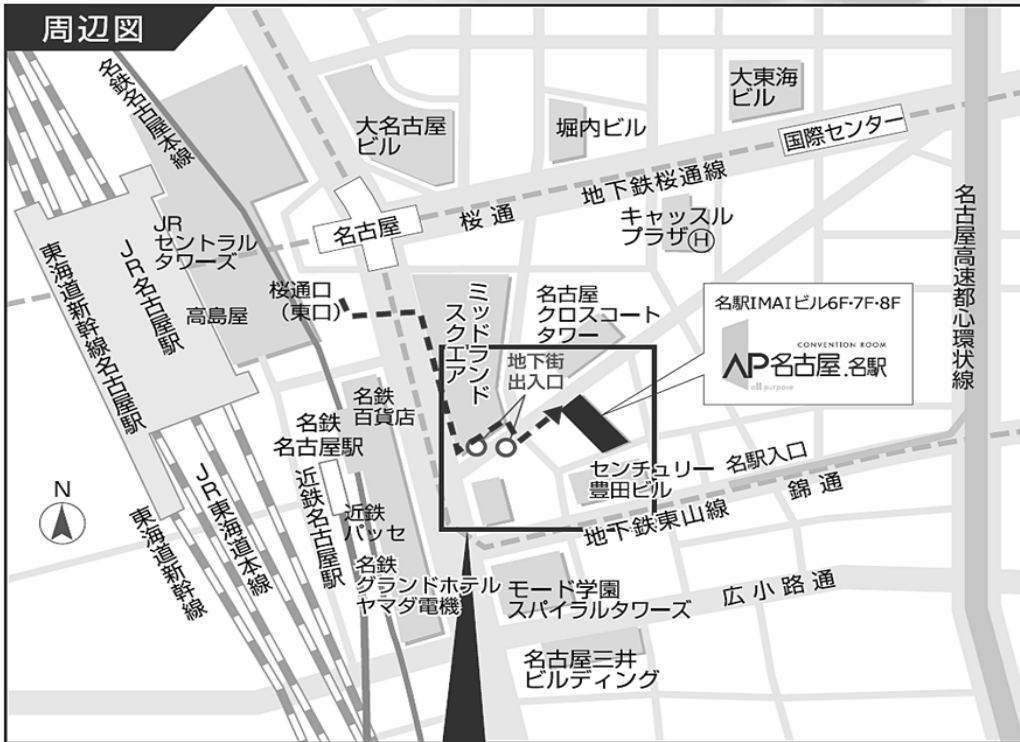 周辺図
名鉄名古屋本線
大東海
ビル
大名古屋
ビル
堀内ビル
国際センター
地下鉄桜通線
桜通
名古屋
キャッスル
プラザⒽ
名古屋高速都心環状線
JR
セントラル
タワーズ
JR名古屋駅
東海道新幹線名古屋駅
高島屋
桜通口
(東口)
ミッドランド
スクエア
名古屋
クロスコート
タワー
名駅IMAIビル6F・7F・8F
CONVENTION ROOM
AP名古屋.名駅
all purpose
地下街
出入口
名鉄
百貨店
名鉄
名古屋駅
近鉄名古屋駅
センチュリー
豊田ビル
名駅入口
錦通
地下鉄東山線
N
JR東海道本線
東海道新幹線
近鉄
パッセ
名鉄
グランドホテル
ヤマダ電機
モード学園
スパイラルタワーズ
広小路通
名古屋三井
ビルディング